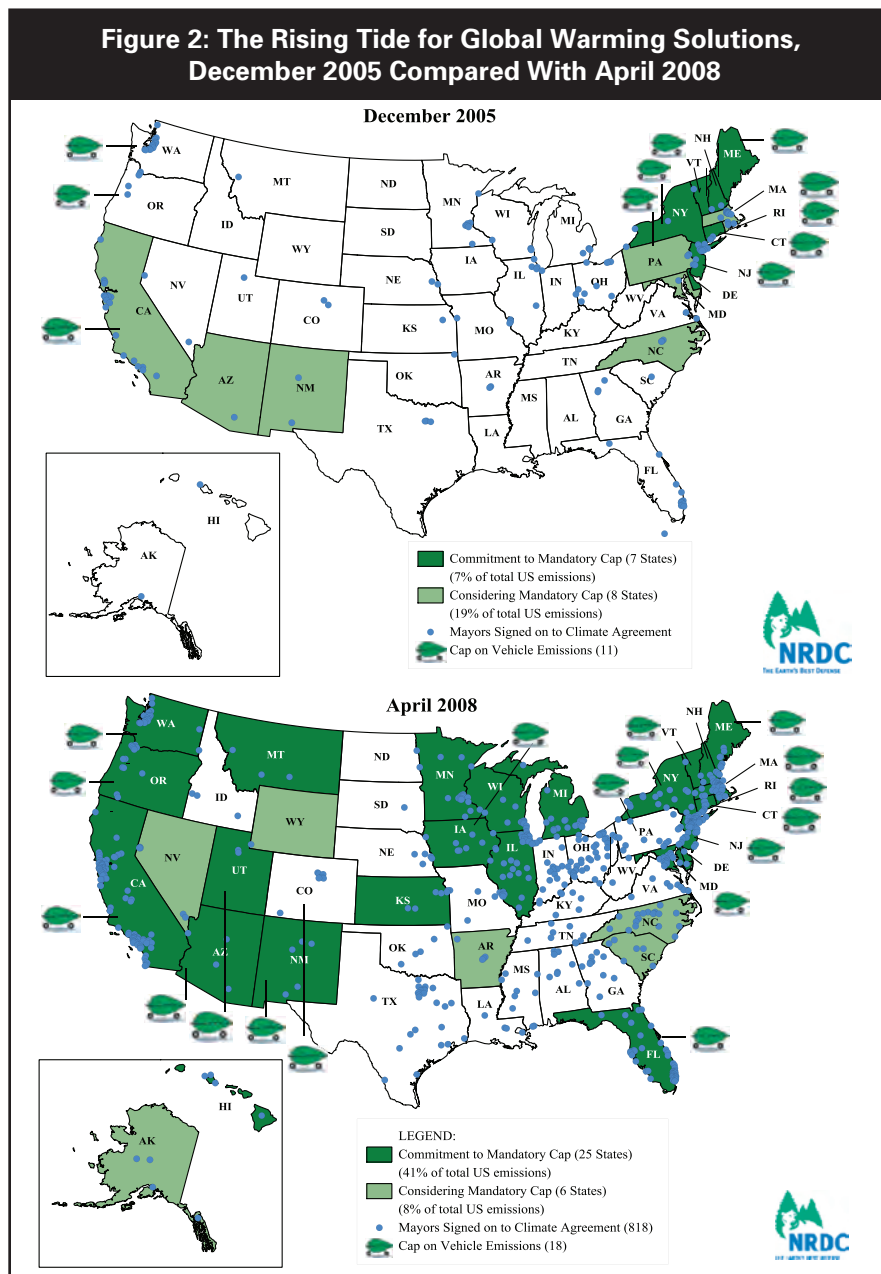 Figure 2: The Rising Tide for Global Warming Solutions,
December 2005 Compared With April 2008
December 2005
WA
MT
ND
MN
OR
ID
WY
SD
WI
MI
NH
VT
ME
NY
MA
RI
CT
NJ
DE
MD
PA
NV
UT
CO
NE
IA
IL
IN
OH
WV
VA
CA
KS
MO
KY
NC
AZ
NM
OK
AR
TN
SC
TX
LA
MS
AL
GA
FL
HI
AK
Commitment to Mandatory Cap (7 States)
(7% of total US emissions)
Considering Mandatory Cap (8 States)
(19% of total US emissions)
Mayors Signed on to Climate Agreement
Cap on Vehicle Emissions (11)
NRDC
THE EARTH'S BEST DEFENSE
April 2008
WA
MT
ND
MN
OR
ID
WY
SD
WI
MI
NH
VT
ME
NY
MA
RI
CT
NJ
DE
MD
PA
NV
UT
CO
NE
IA
IL
IN
OH
WV
VA
CA
KS
MO
KY
NC
AZ
NM
OK
AR
TN
SC
TX
LA
MS
AL
GA
FL
HI
AK
LEGEND:
Commitment to Mandatory Cap (25 States)
(41% of total US emissions)
Considering Mandatory Cap (6 States)
(8% of total US emissions)
Mayors Signed on to Climate Agreement (818)
Cap on Vehicle Emissions (18)
NRDC
THE EARTH'S BEST DEFENSE